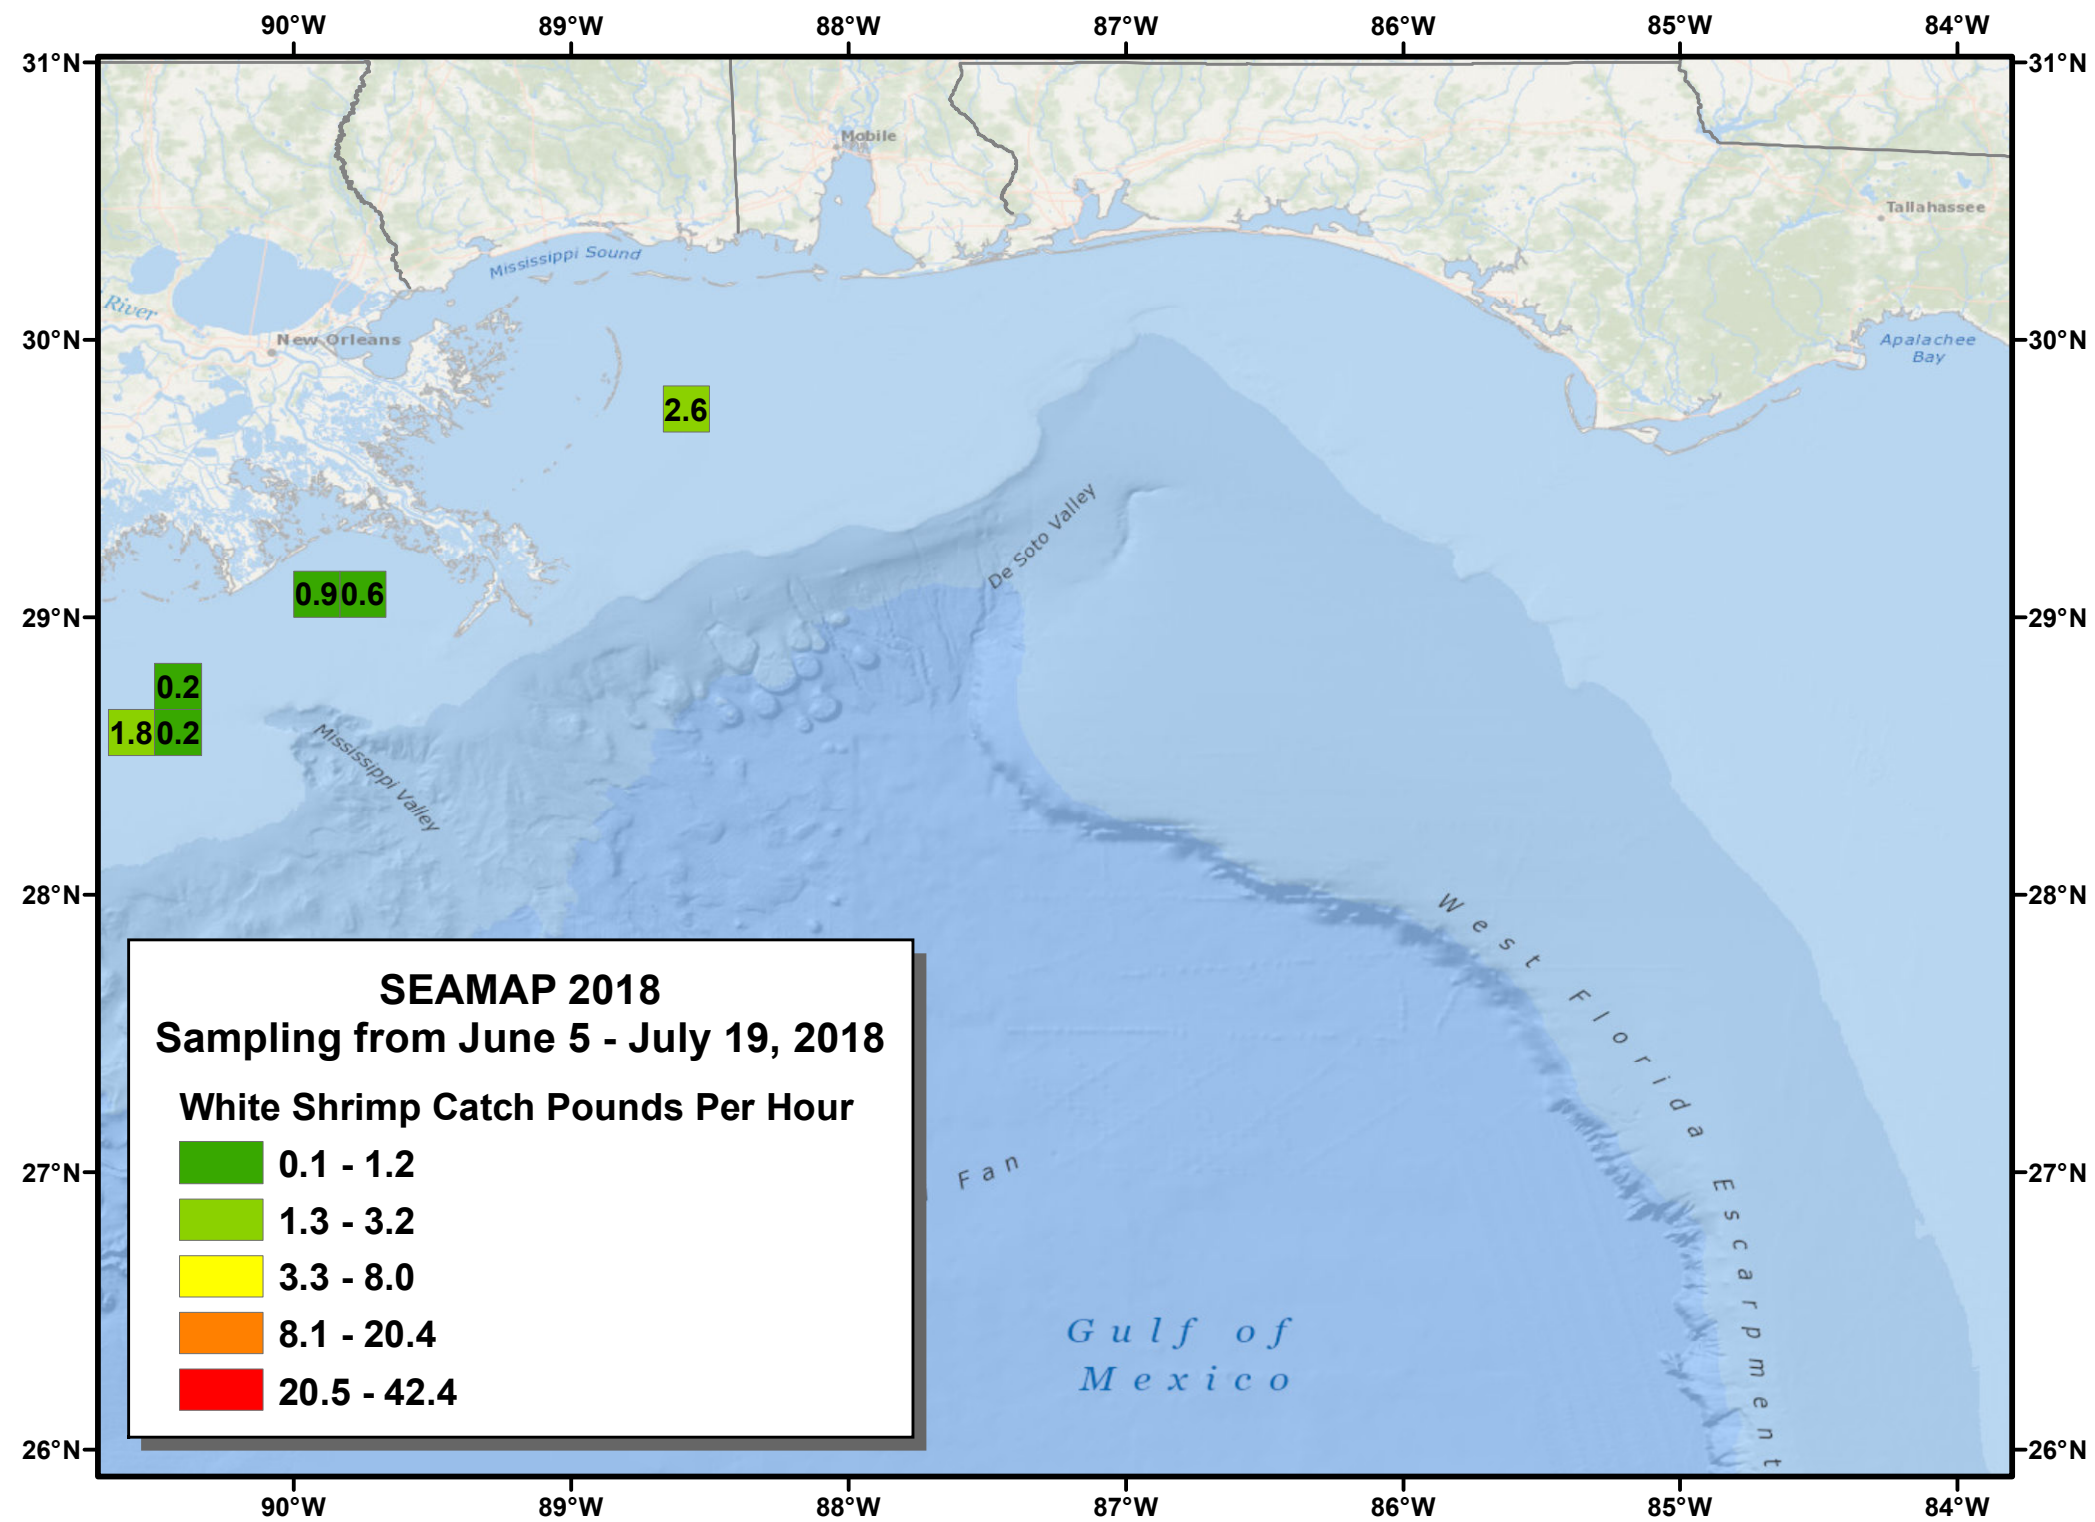 90°W 89°W 88°W 87°W 86°W 85°W 84°W
31°N 31°N
Mobile
Tallahassee
Mississippi Sound
River
New Orleans
30°N 30°N
Apalachee
Bay
2.6
De Soto Valley
0.9 0.6
29°N 29°N
0.2
1.8 0.2
Mississippi Valley
28°N 28°N
West Florida Escarpment
SEAMAP 2018
Sampling from June 5 - July 19, 2018
White Shrimp Catch Pounds Per Hour
0.1 - 1.2
1.3 - 3.2
3.3 - 8.0
8.1 - 20.4
20.5 - 42.4
27°N 27°N
Fan
Gulf of
Mexico
26°N 26°N
90°W 89°W 88°W 87°W 86°W 85°W 84°W